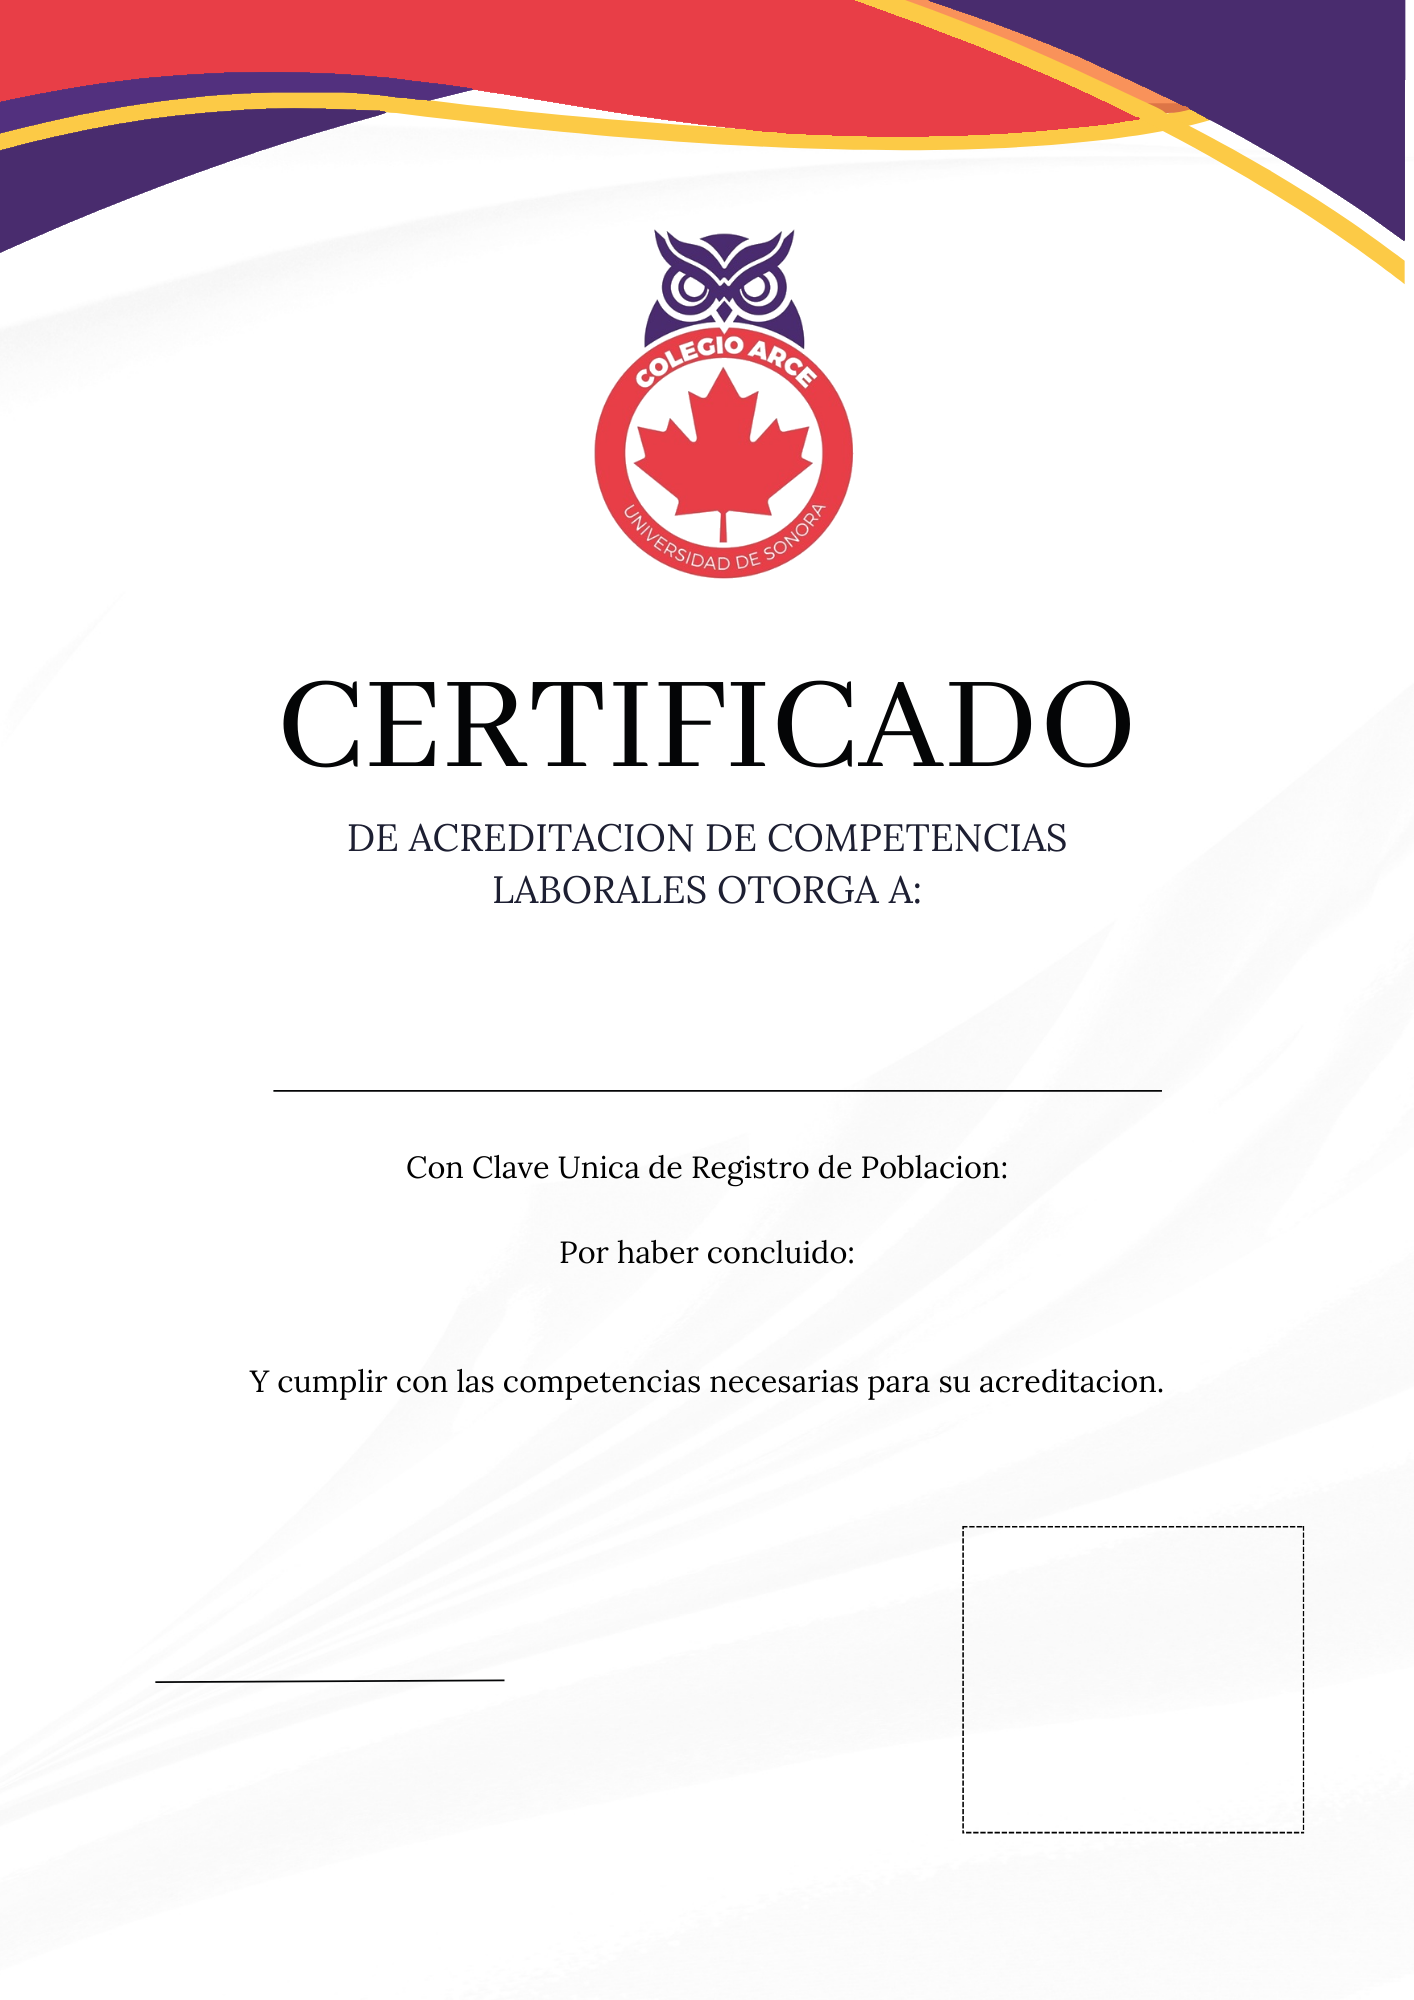 COLEGIO ARCE
UNIVERSIDAD DE SONORA
CERTIFICADO
DE ACREDITACION DE COMPETENCIAS
LABORALES OTORGA A:
Con Clave Unica de Registro de Poblacion:
Por haber concluido:
Y cumplir con las competencias necesarias para su acreditacion.